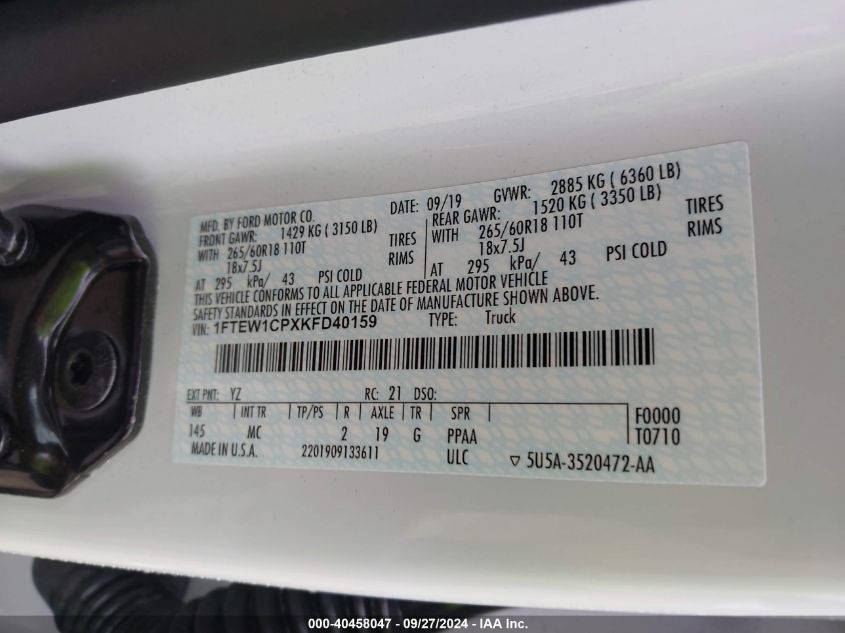 MFD. BY FORD MOTOR CO.
DATE: 09/19 GVWR: 2885 KG ( 6360 LB)
FRONT GAWR: 1429 KG ( 3150 LB) REAR GAWR: 1520 KG ( 3350 LB)
WITH 265/60R18 110T TIRES WITH 265/60R18 110T TIRES
18x7.5J RIMS 18x7.5J RIMS
AT 295 kPa/ 43 PSI COLD AT 295 kPa/ 43 PSI COLD
THIS VEHICLE CONFORMS TO ALL APPLICABLE FEDERAL MOTOR VEHICLE
SAFETY STANDARDS IN EFFECT ON THE DATE OF MANUFACTURE SHOWN ABOVE.
VIN: 1FTEW1CPXKFD40159 TYPE: Truck
EXT PNT: YZ RC: 21 DSO:
WB INT TR TP/PS R AXLE TR SPR F0000
145 MC 2 19 G PPAA T0710
MADE IN U.S.A. 2201909133611 ULC ▽ 5U5A-3520472-AA
000-40458047 - 09/27/2024 - IAA Inc.